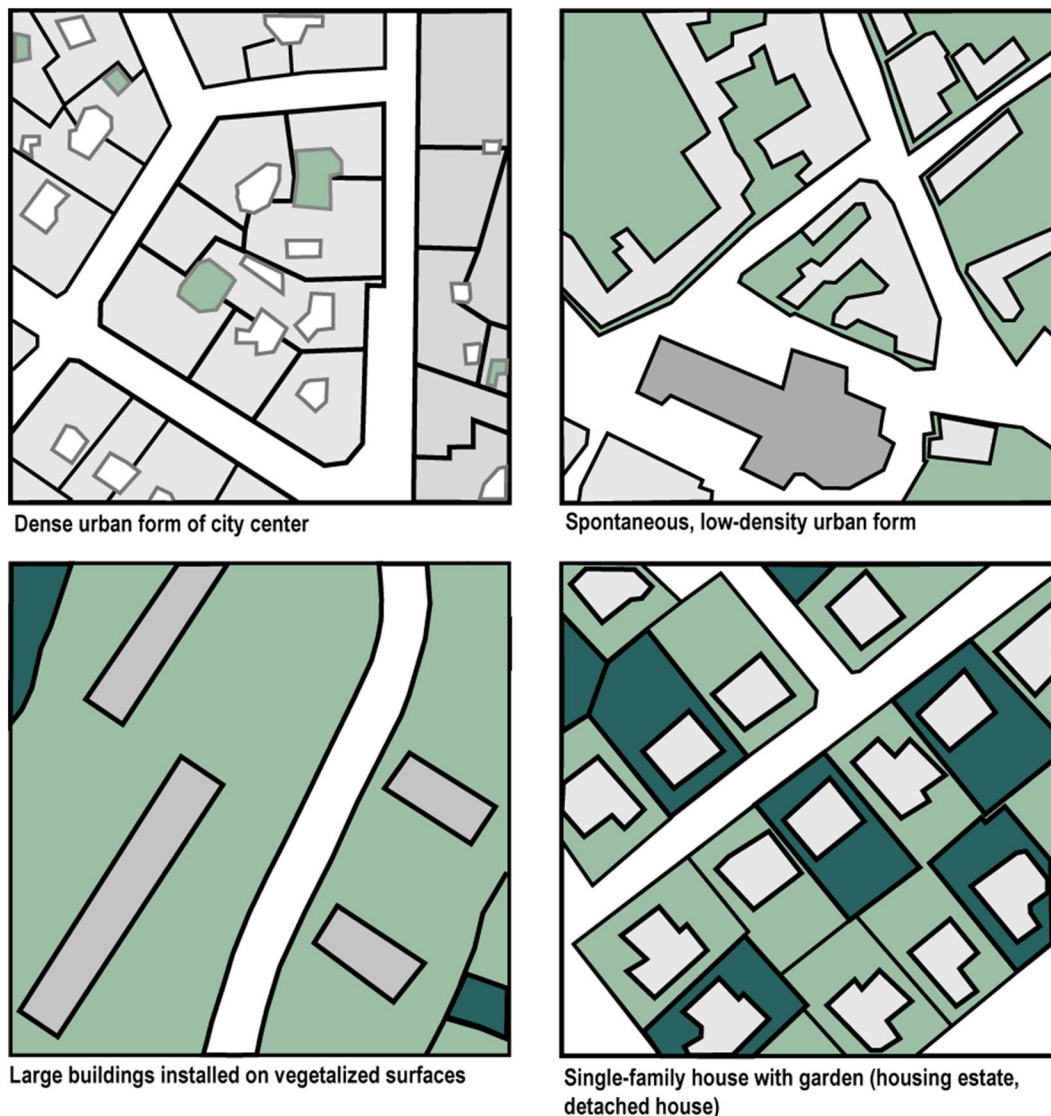 Dense urban form of city center
Spontaneous, low-density urban form
Large buildings installed on vegetalized surfaces
Single-family house with garden (housing estate,
detached house)